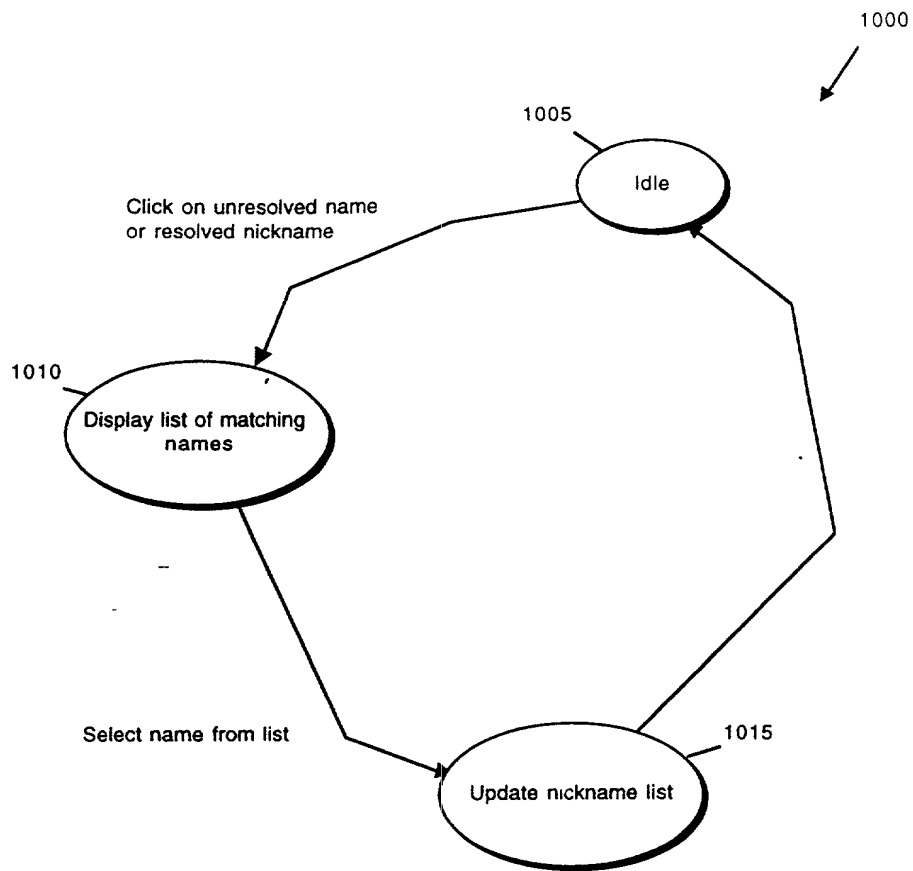 1000
1005
Idle
Click on unresolved name
or resolved nickname
1010
Display list of matching
names
Select name from list
1015
Update nickname list